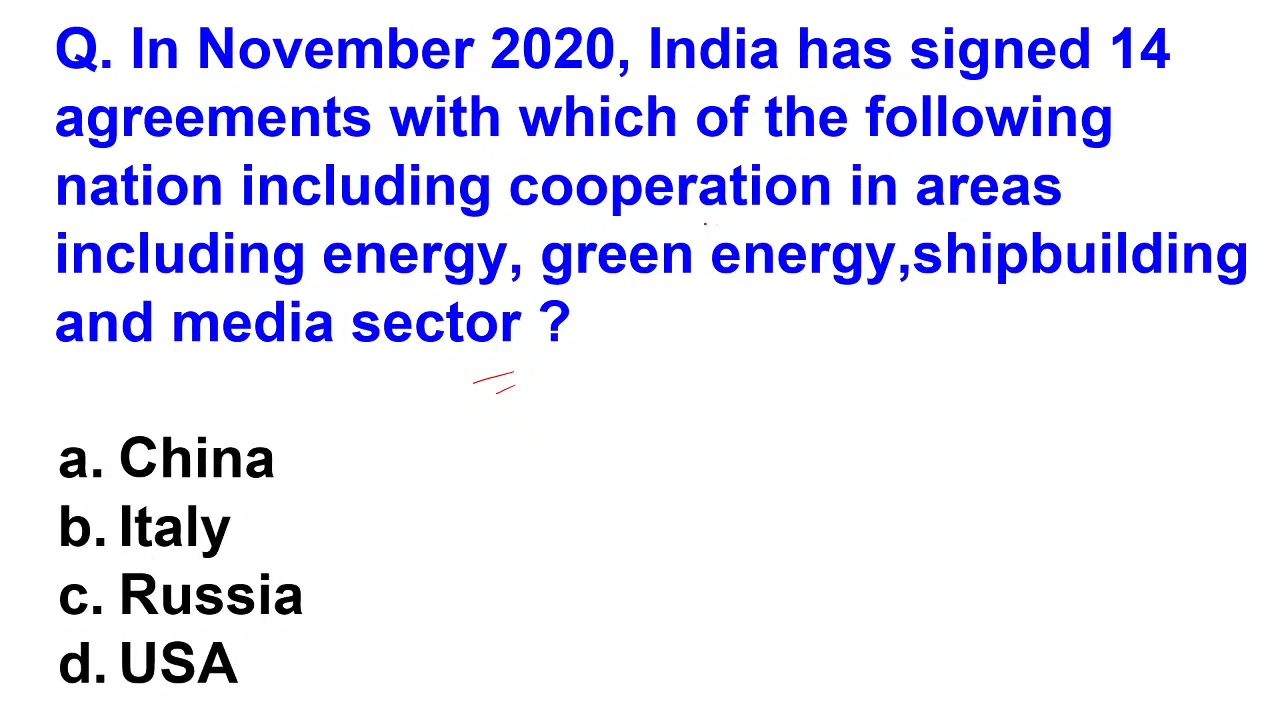 Q. In November 2020, India has signed 14
agreements with which of the following
nation including cooperation in areas
including energy, green energy,shipbuilding
and media sector ?
a. China
b. Italy
c. Russia
d. USA